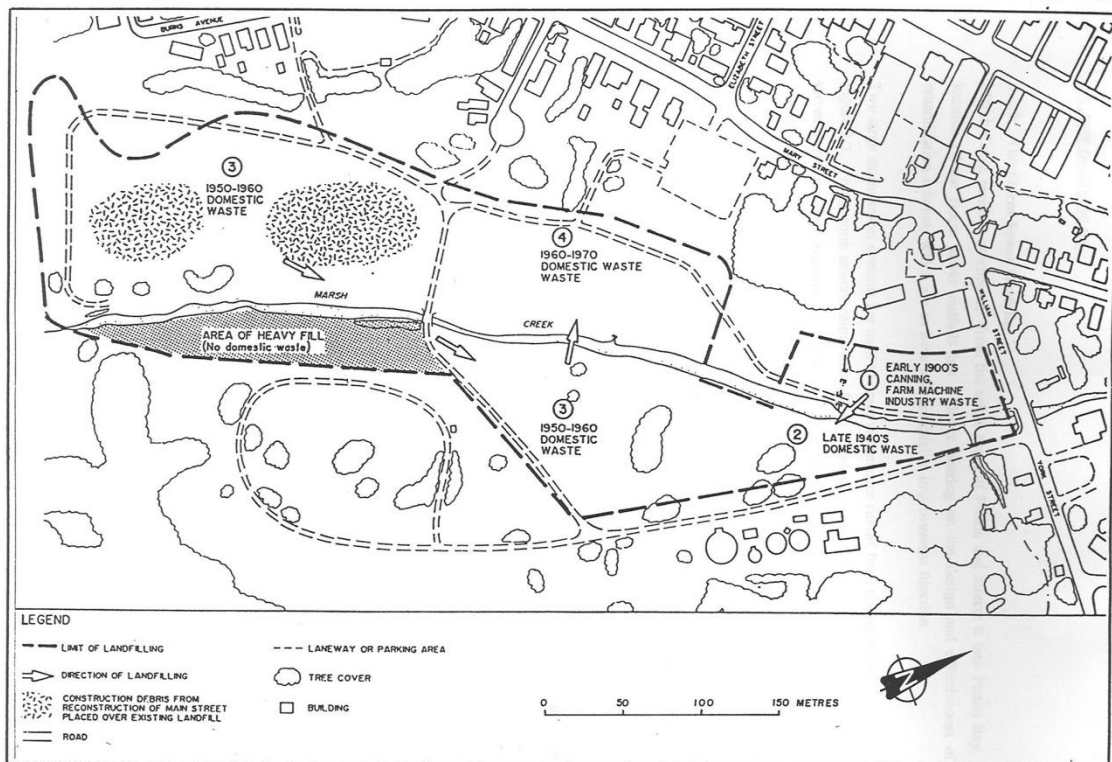 BURNS AVENUE
ELIZABETH STREET
MARY STREET
WILLIAM STREET
YORK STREET
③
1950-1960
DOMESTIC
WASTE
④
1960-1970
DOMESTIC WASTE
WASTE
MARSH
CREEK
AREA OF HEAVY FILL
(No domestic waste)
①
EARLY 1900'S
CANNING,
FARM MACHINE
INDUSTRY WASTE
②
LATE 1940'S
DOMESTIC WASTE
③
1950-1960
DOMESTIC
WASTE
LEGEND
LIMIT OF LANDFILLING
DIRECTION OF LANDFILLING
CONSTRUCTION DEBRIS FROM
RECONSTRUCTION OF MAIN STREET
PLACED OVER EXISTING LANDFILL
ROAD
LANEWAY OR PARKING AREA
TREE COVER
BUILDING
0 50 100 150 METRES
N